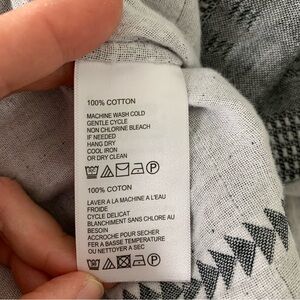 100% COTTON
MACHINE WASH COLD
GENTLE CYCLE
NON CHLORINE BLEACH
IF NEEDED
HANG DRY
COOL IRON
OR DRY CLEAN
P
100% COTON
LAVER A LA MACHINE A L'EAU
FROIDE
CYCLE DELICAT
BLANCHIMENT SANS CHLORE AU
BESOIN
ACCROCHE POUR SECHER
FER A BASSE TEMPERATURE
OU NETTOYER A SEC
P